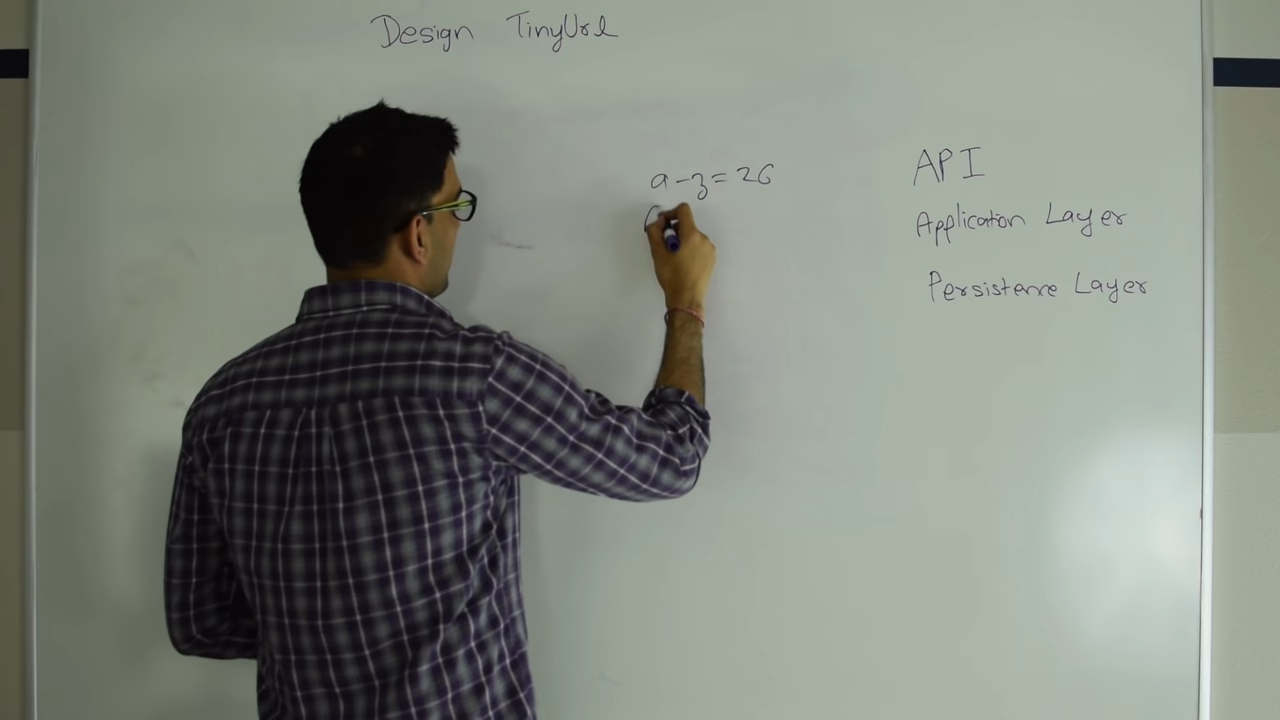 Design TinyUrl
a-z=26
API
Application Layer
Persistence Layer